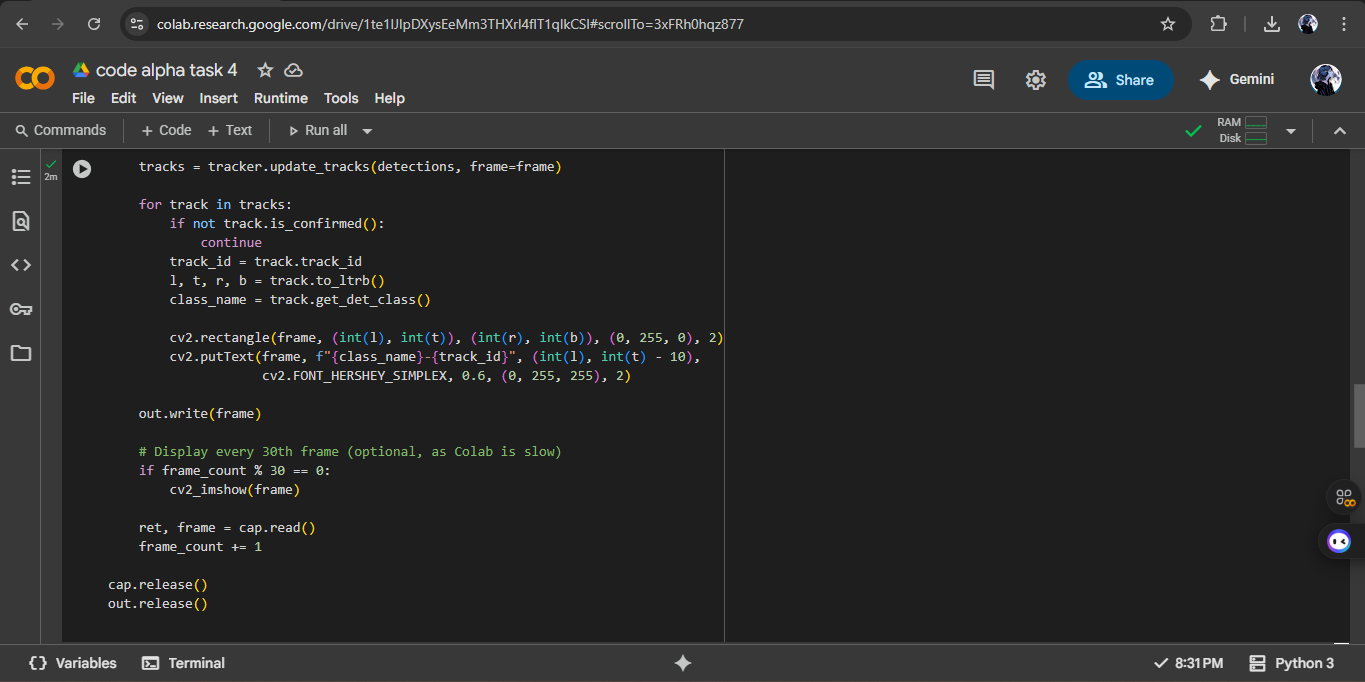 colab.research.google.com/drive/1te1lJlpDXysEeMm3THXrl4flT1qlkCSl#scrollTo=3xFRh0hqz877
code alpha task 4
File Edit View Insert Runtime Tools Help
Share
Gemini
Commands + Code + Text Run all
RAM
Disk
2m
tracks = tracker.update_tracks(detections, frame=frame)
for track in tracks:
if not track.is_confirmed():
continue
track_id = track.track_id
l, t, r, b = track.to_ltrb()
class_name = track.get_det_class()
cv2.rectangle(frame, (int(l), int(t)), (int(r), int(b)), (0, 255, 0), 2)
cv2.putText(frame, f"{class_name}-{track_id}", (int(l), int(t) - 10),
cv2.FONT_HERSHEY_SIMPLEX, 0.6, (0, 255, 255), 2)
out.write(frame)
# Display every 30th frame (optional, as Colab is slow)
if frame_count % 30 == 0:
cv2_imshow(frame)
ret, frame = cap.read()
frame_count += 1
cap.release()
out.release()
{} Variables Terminal
8:31 PM Python 3